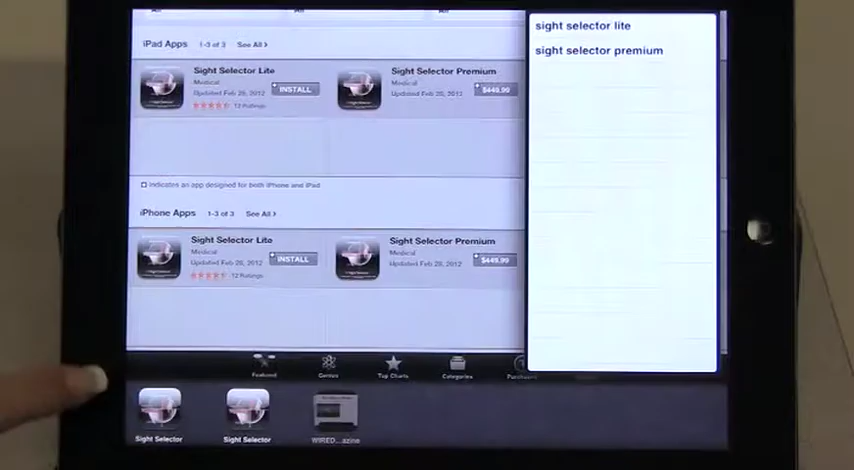 sight selector lite
sight selector premium
iPad Apps 1-3 of 3 See All >
Sight Selector Lite
Medical
Updated Feb 28, 2012
12 Ratings
INSTALL
Sight Selector Premium
Medical
Updated Feb 28, 2012
$449.99
Indicates an app designed for both iPhone and iPad
iPhone Apps 1-3 of 3 See All >
Sight Selector Lite
Medical
Updated Feb 28, 2012
12 Ratings
INSTALL
Sight Selector Premium
Medical
Updated Feb 28, 2012
$449.99
Featured Genius Top Charts Categories
Sight Selector Sight Selector WIRED...azine